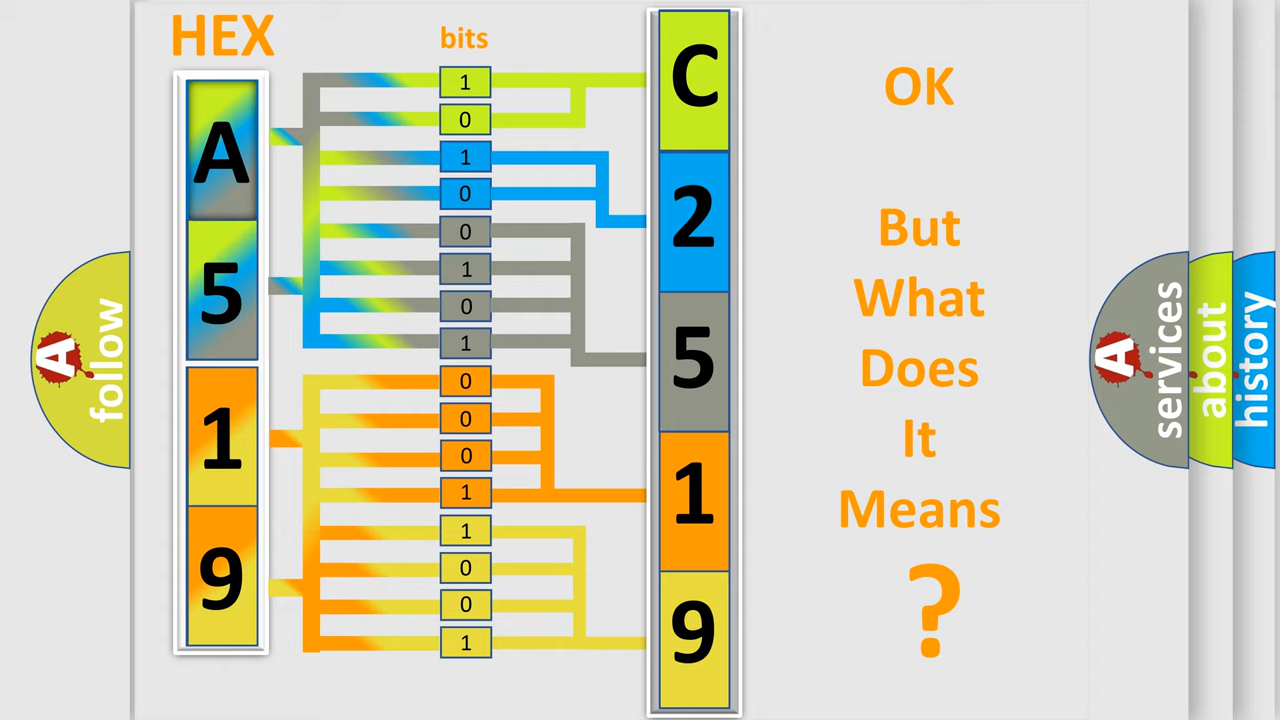 HEX
bits
A
5
1
9
1
0
1
0
0
1
0
1
0
0
0
1
1
0
0
1
C
2
5
1
9
OK
But
What
Does
It
Means
?
A
follow
A
services
about
history